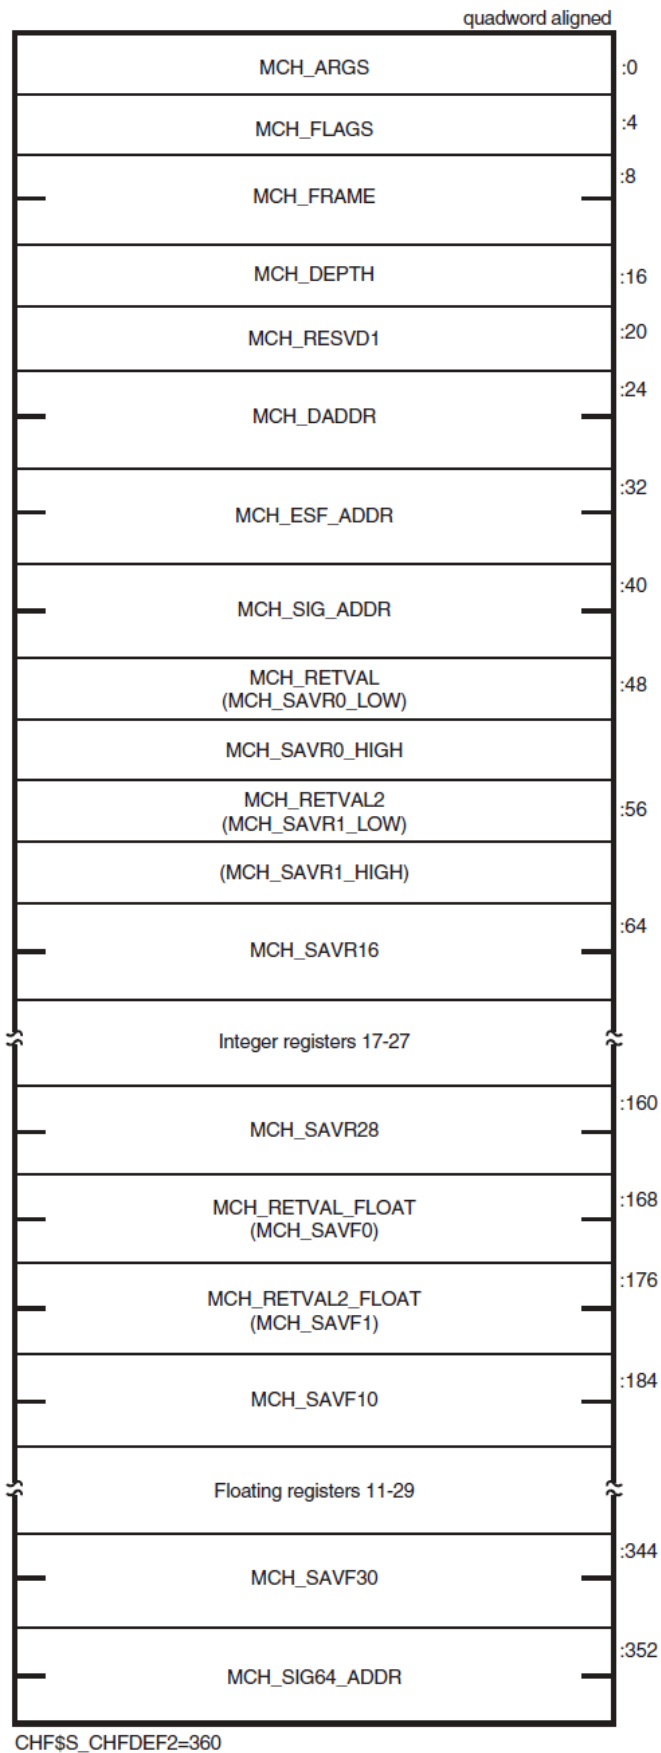 quadword aligned
MCH_ARGS :0
MCH_FLAGS :4
MCH_FRAME :8
MCH_DEPTH :16
MCH_RESVD1 :20
MCH_DADDR :24
MCH_ESF_ADDR :32
MCH_SIG_ADDR :40
MCH_RETVAL :48
(MCH_SAVR0_LOW)
MCH_SAVR0_HIGH
MCH_RETVAL2 :56
(MCH_SAVR1_LOW)
(MCH_SAVR1_HIGH)
MCH_SAVR16 :64
Integer registers 17-27
MCH_SAVR28 :160
MCH_RETVAL_FLOAT :168
(MCH_SAVF0)
MCH_RETVAL2_FLOAT :176
(MCH_SAVF1)
MCH_SAVF10 :184
Floating registers 11-29
MCH_SAVF30 :344
MCH_SIG64_ADDR :352
CHF$S_CHFDEF2=360